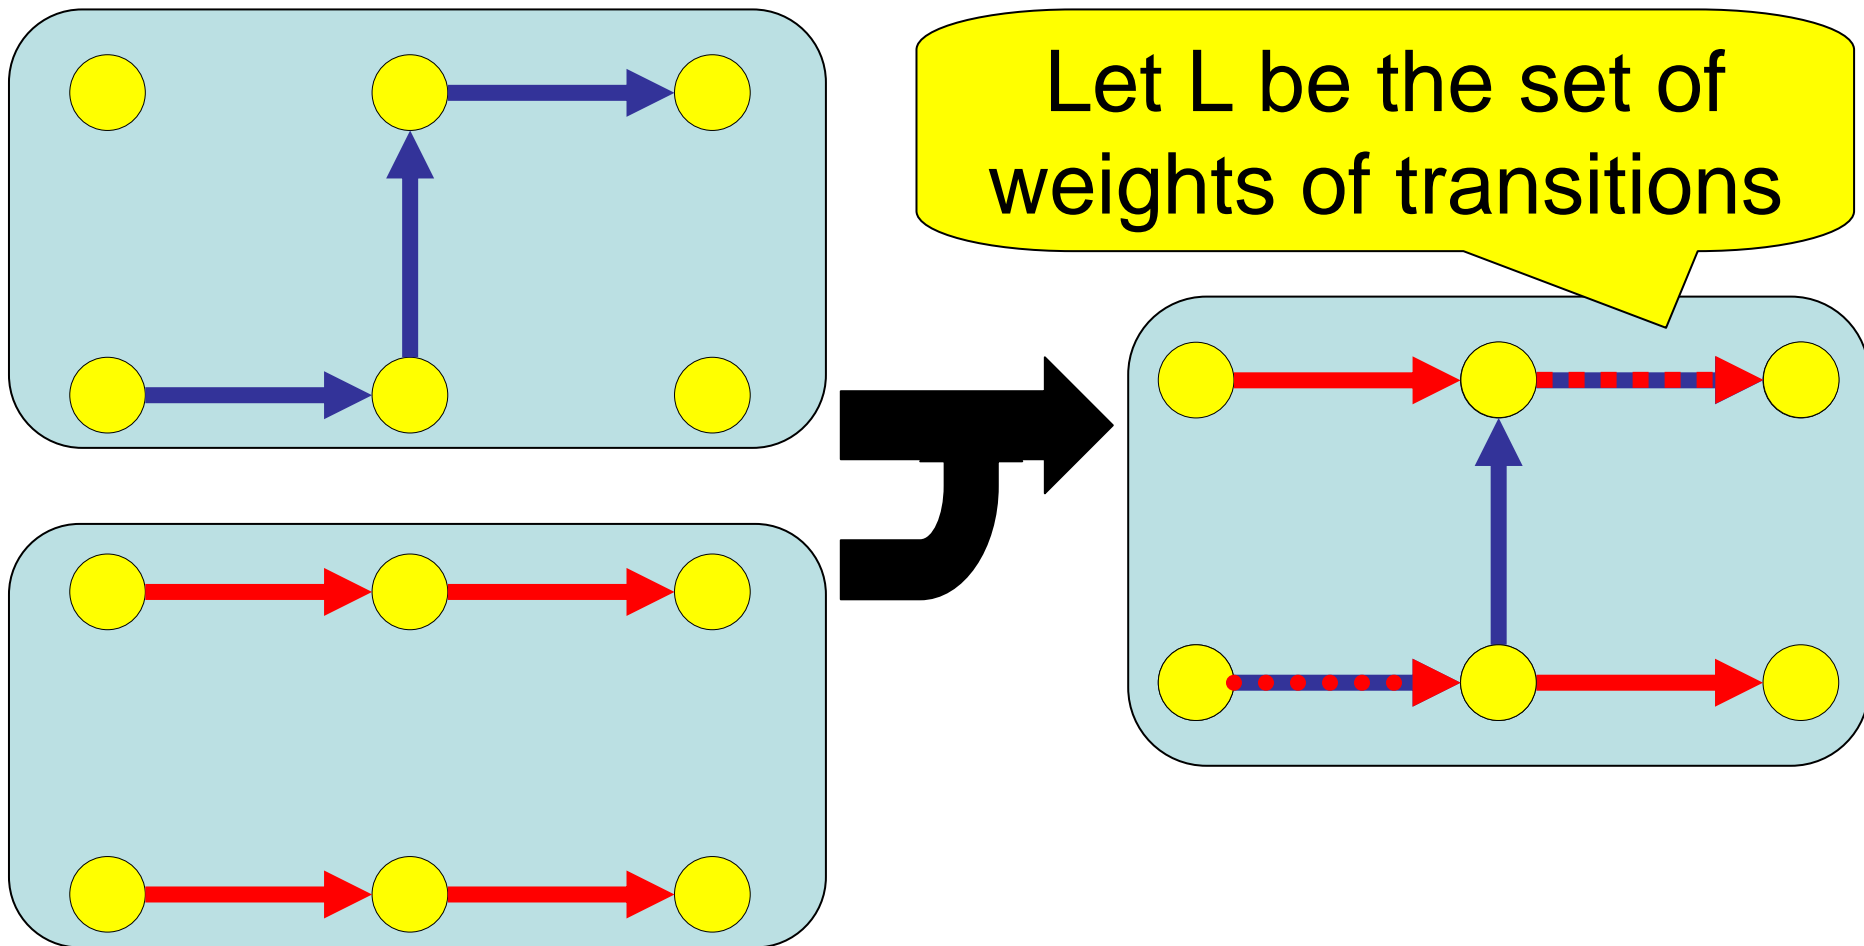 Let L be the set of
weights of transitions